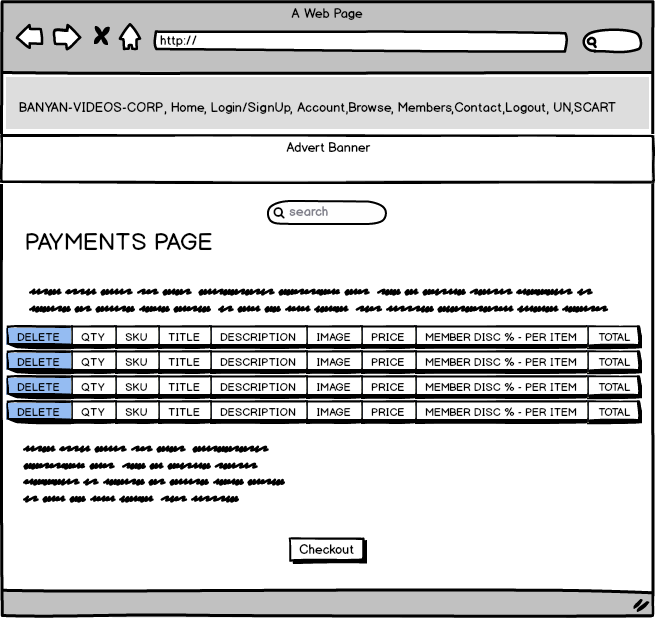 A Web Page
http://
BANYAN-VIDEOS-CORP, Home, Login/SignUp, Account,Browse, Members,Contact,Logout, UN,SCART
Advert Banner
search
PAYMENTS PAGE
DELETE QTY SKU TITLE DESCRIPTION IMAGE PRICE MEMBER DISC % - PER ITEM TOTAL
DELETE QTY SKU TITLE DESCRIPTION IMAGE PRICE MEMBER DISC % - PER ITEM TOTAL
DELETE QTY SKU TITLE DESCRIPTION IMAGE PRICE MEMBER DISC % - PER ITEM TOTAL
DELETE QTY SKU TITLE DESCRIPTION IMAGE PRICE MEMBER DISC % - PER ITEM TOTAL
Checkout